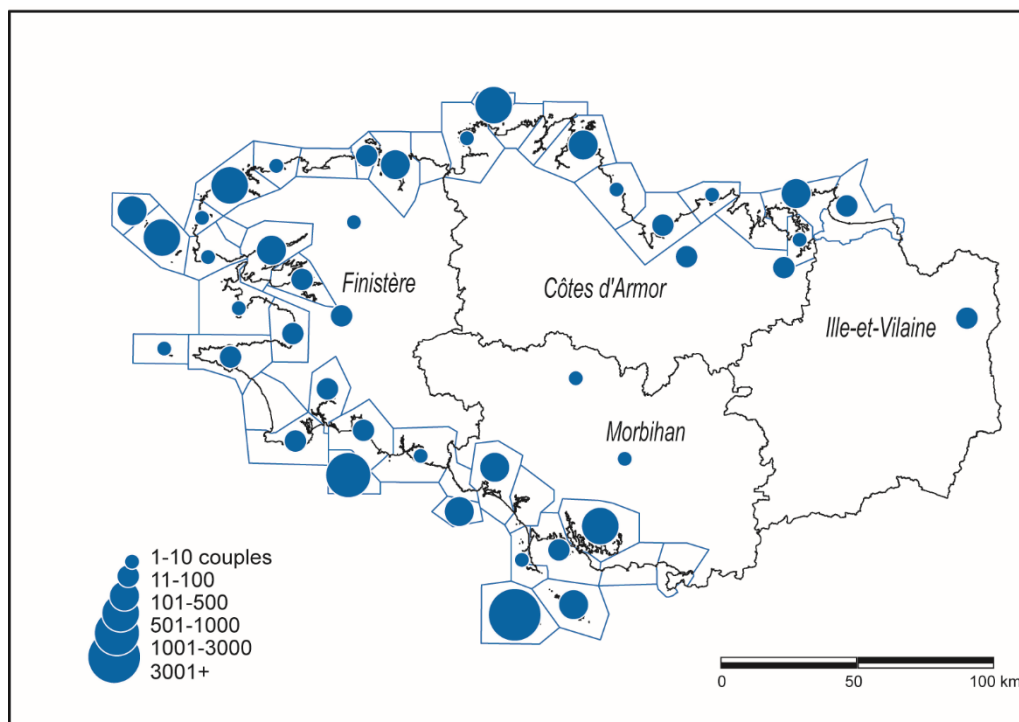 Finistère
Côtes d'Armor
Ille-et-Vilaine
Morbihan
1-10 couples
11-100
101-500
501-1000
1001-3000
3001+
0 50 100 km